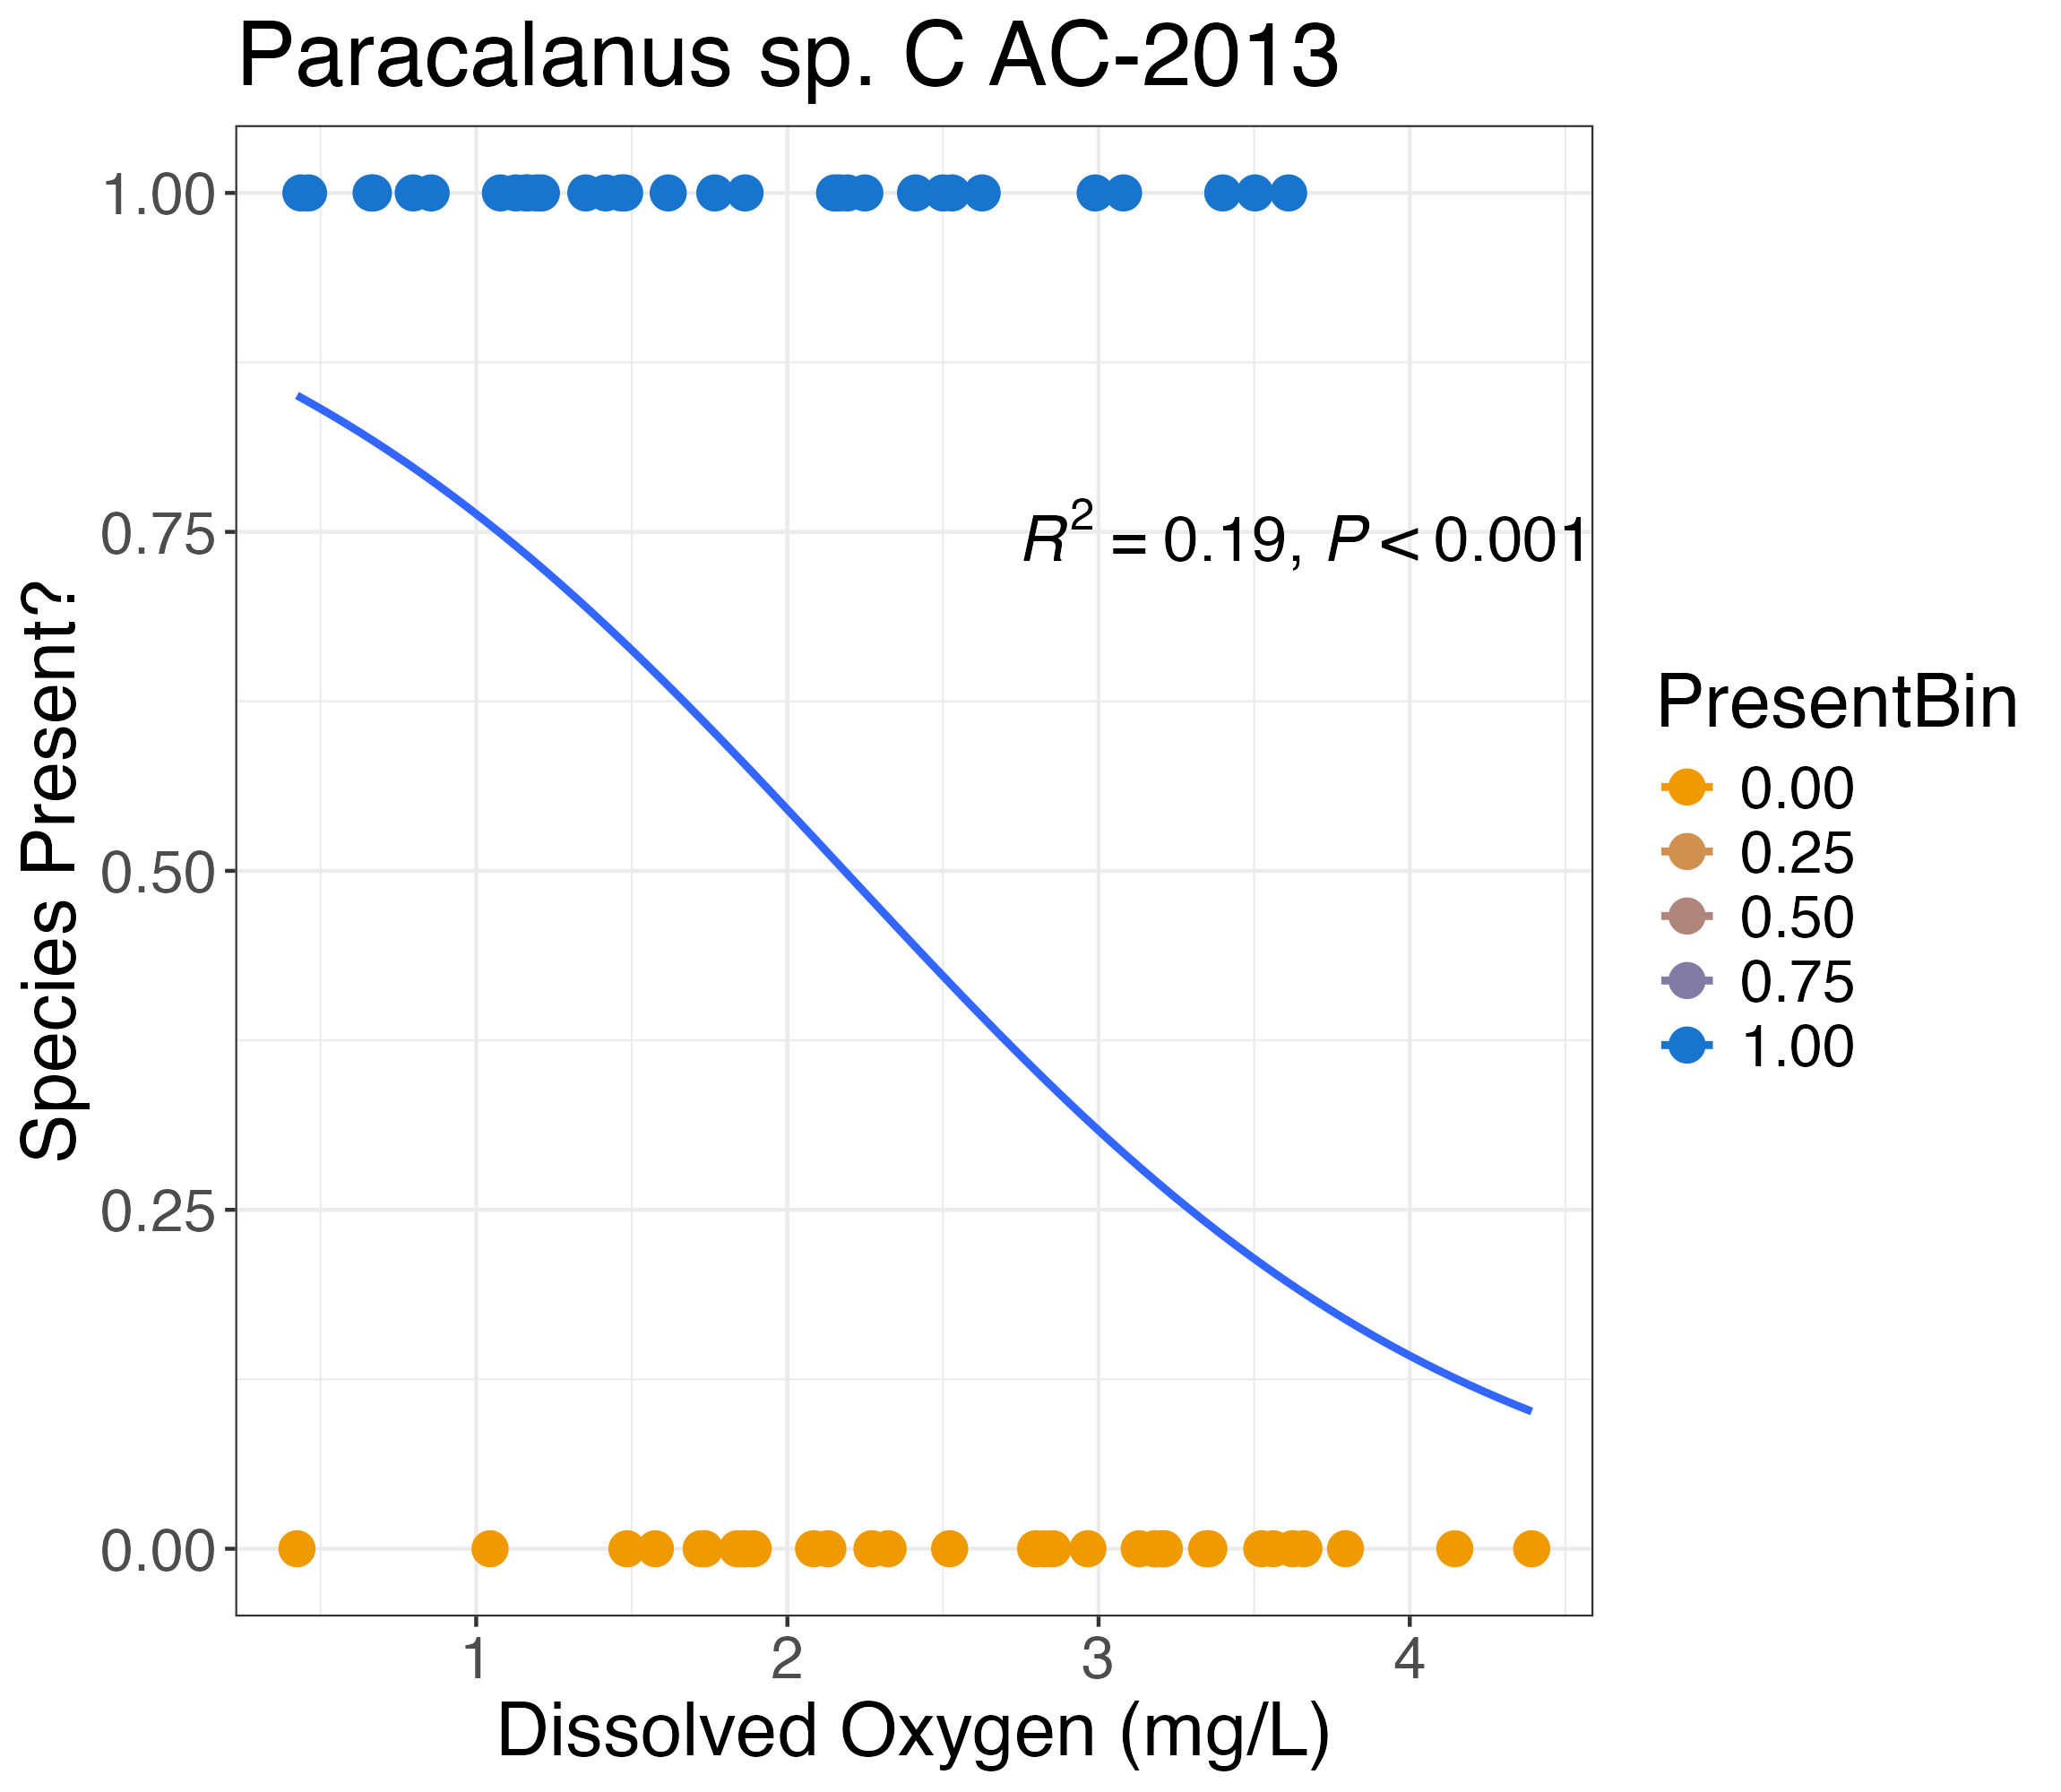 Paracalanus sp. C AC-2013
1.00
0.75
0.50
0.25
0.00
Species Present?
R² = 0.19, P < 0.001
1
2
3
4
Dissolved Oxygen (mg/L)
PresentBin
0.00
0.25
0.50
0.75
1.00